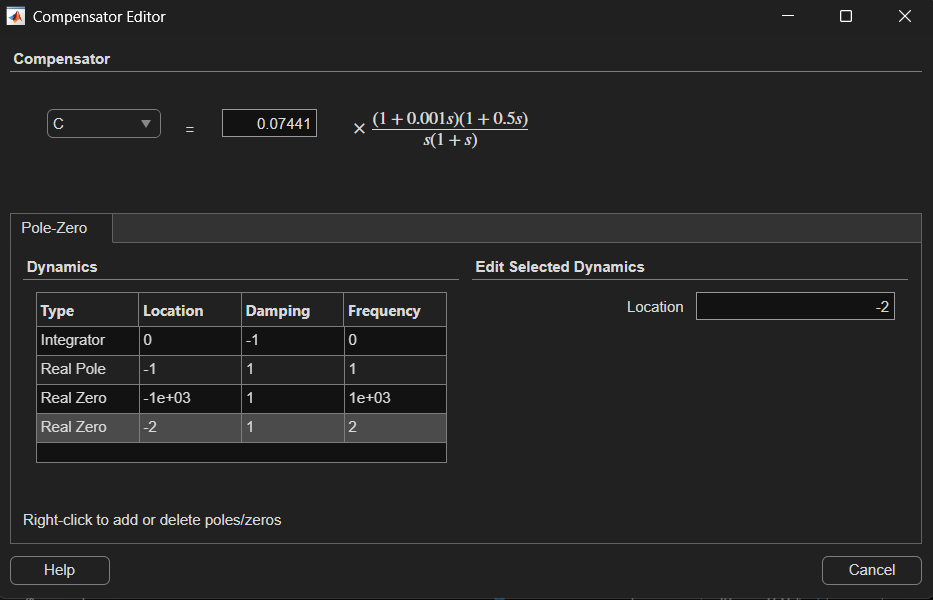 Compensator Editor
Compensator
C = 0.07441 × (1 + 0.001s)(1 + 0.5s)
s(1 + s)
Pole-Zero
Dynamics
Type Location Damping Frequency
Integrator 0 -1 0
Real Pole -1 1 1
Real Zero -1e+03 1 1e+03
Real Zero -2 1 2
Edit Selected Dynamics
Location -2
Right-click to add or delete poles/zeros
Help Cancel